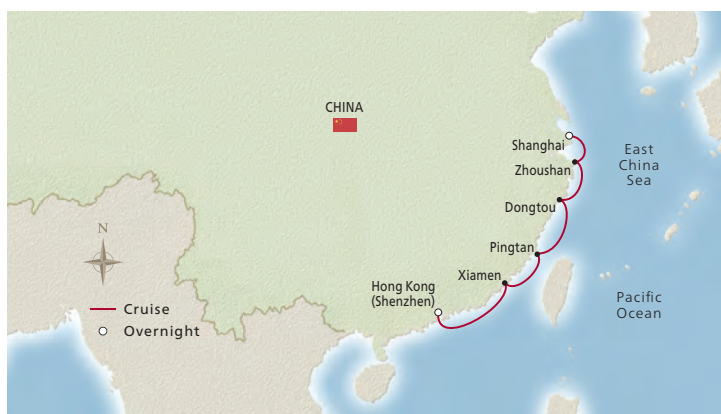 CHINA
Shanghai
East
China
Sea
Zhoushan
Dongtou
N
Pingtan
Xiamen
Hong Kong
(Shenzhen)
Pacific
Ocean
Cruise
Overnight